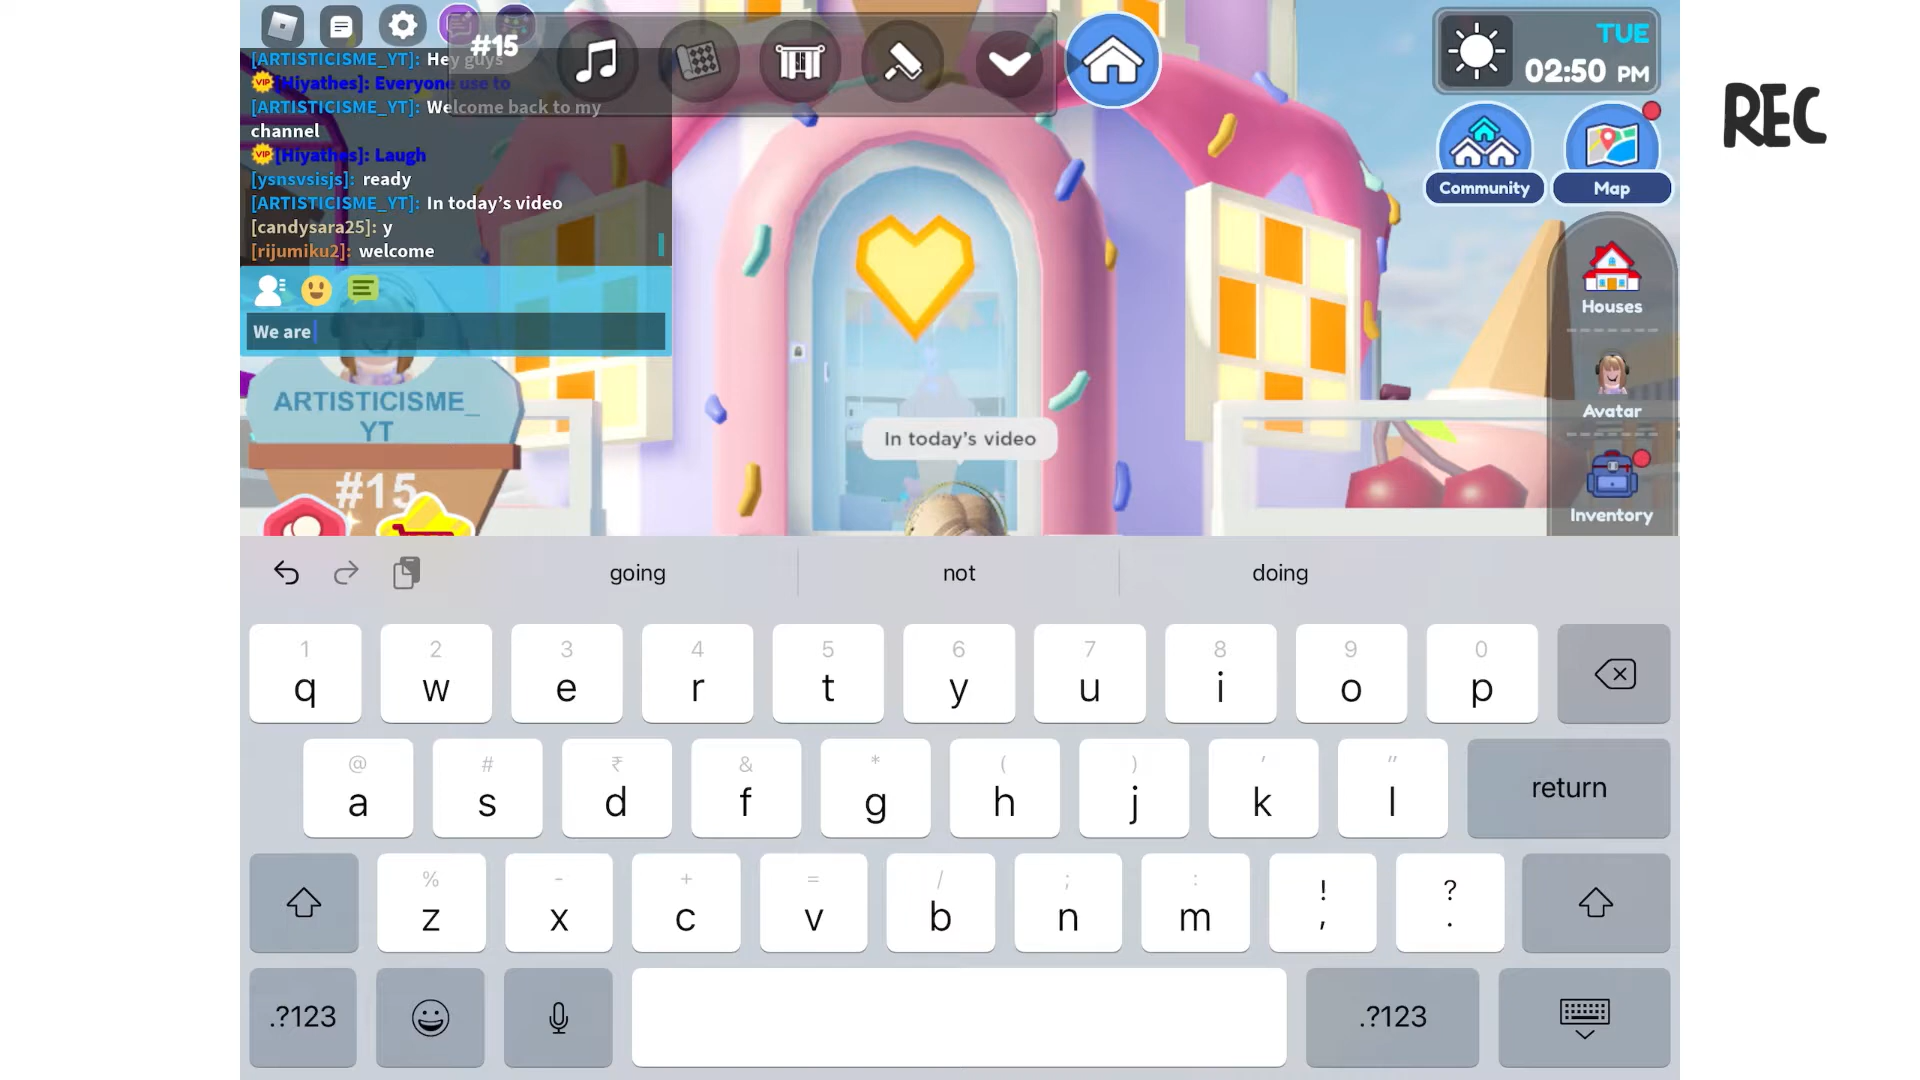 #15
TUE
02:50 PM
REC
[ARTISTICISME_YT]: Hey guys
VIP [Hiyathes]: Everyone use to
[ARTISTICISME_YT]: Welcome back to my
channel
VIP [Hiyathes]: Laugh
[ysnsvsisjs]: ready
[ARTISTICISME_YT]: In today’s video
[candysara25]: y
[rijumiku2]: welcome
We are
Community
Map
Houses
Avatar
Inventory
ARTISTICISME_
YT
#15
In today’s video
going not doing
1 2 3 4 5 6 7 8 9 0
q w e r t y u i o p
@ # ₹ & * ( ) ' "
a s d f g h j k l return
% - + = / ; : ! ?
z x c v b n m , .
.?123 .?123